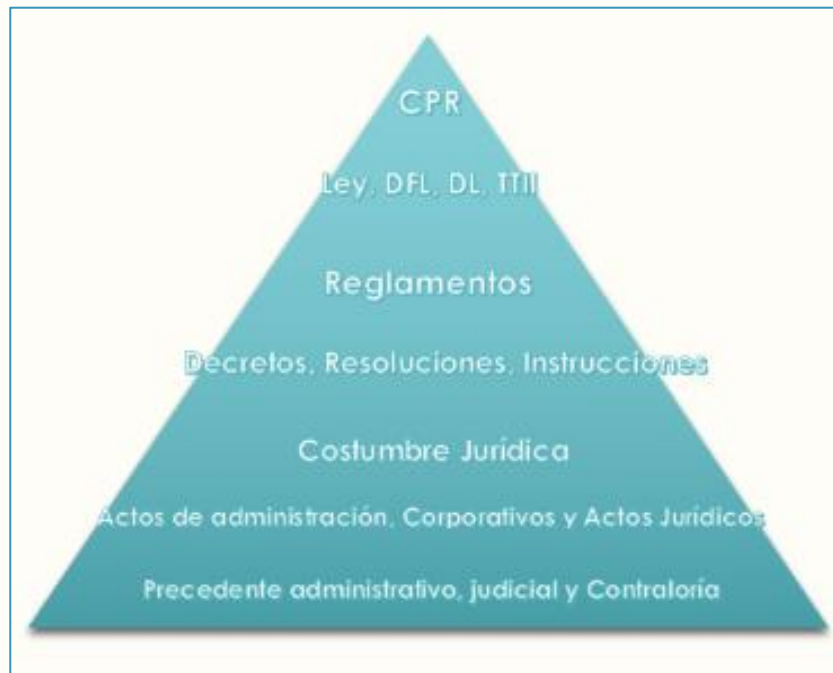 CPR
Ley, DFL, DL, TTII
Reglamentos
Decretos, Resoluciones, Instrucciones
Costumbre Jurídica
Actos de administración, Corporativos y Actos Jurídicos
Precedente administrativo, judicial y Contraloría